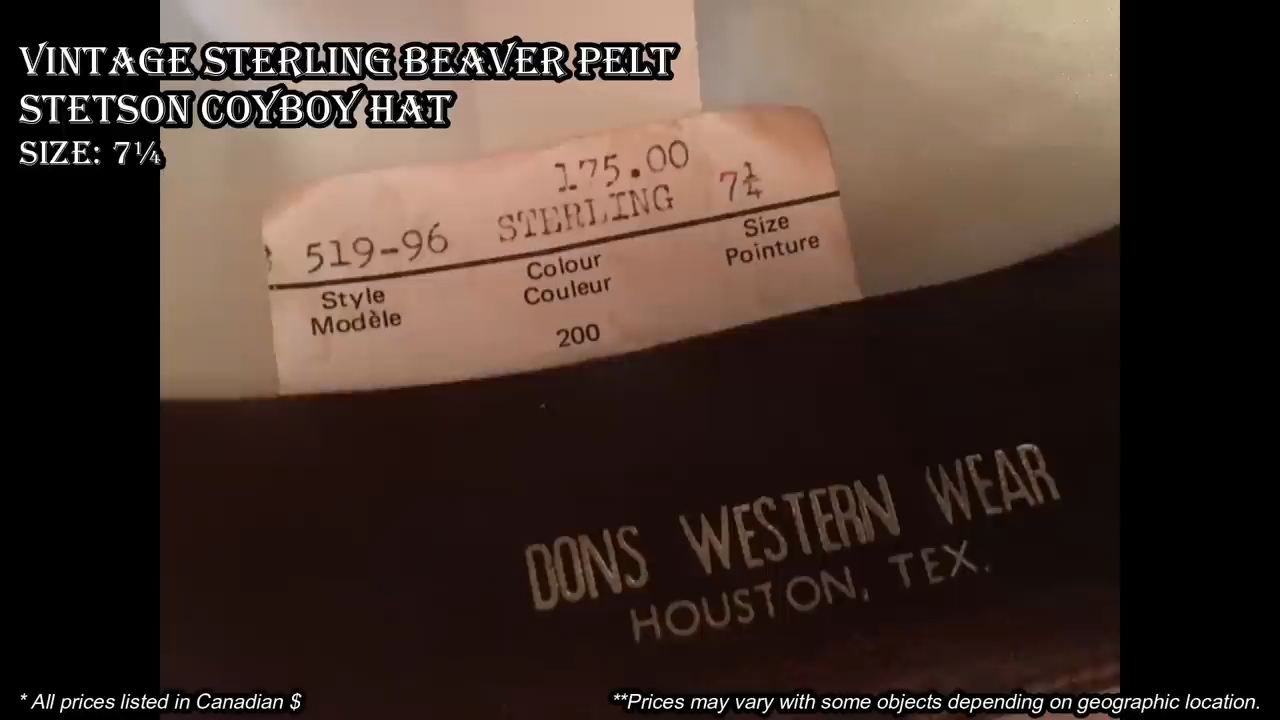 VINTAGE STERLING BEAVER PELT
STETSON COYBOY HAT
SIZE: 7¼
175.00
519-96 STERLING 7¼
Style Colour Size
Modèle Couleur Pointure
200
DONS WESTERN WEAR
HOUSTON, TEX.
* All prices listed in Canadian $
**Prices may vary with some objects depending on geographic location.